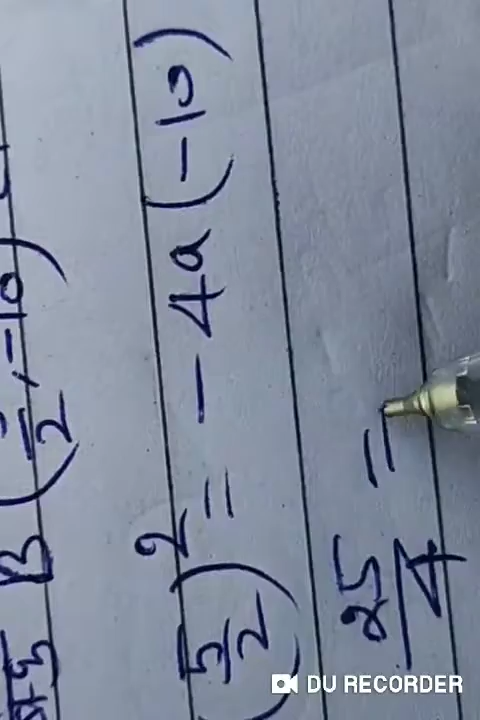 B (5/2, -10)
(5/2)² = - 4a (-10)
25/4 =
DU RECORDER